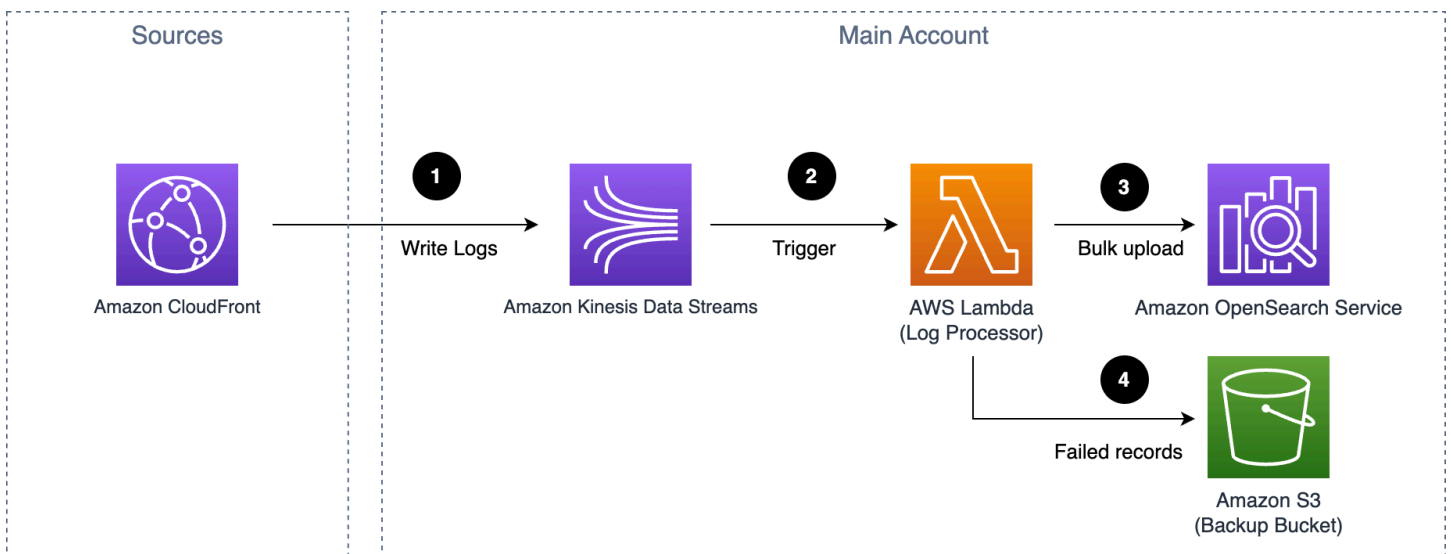 Sources
Main Account
1
2
3
Write Logs
Trigger
Bulk upload
Amazon CloudFront
Amazon Kinesis Data Streams
AWS Lambda
(Log Processor)
Amazon OpenSearch Service
4
Failed records
Amazon S3
(Backup Bucket)